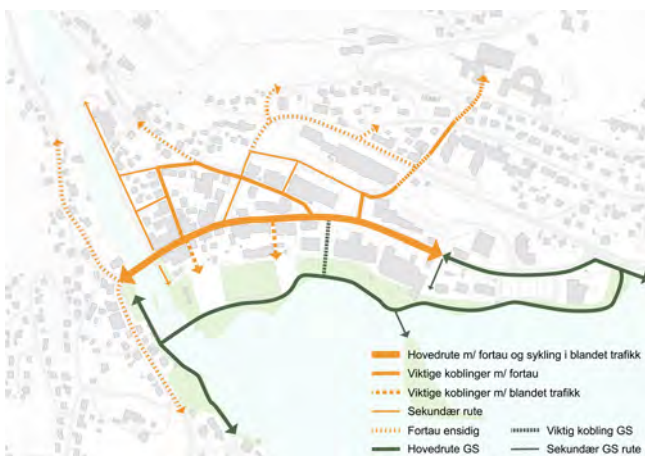 Hovedrute m/ fortau og sykling i blandet trafikk
Viktige koblinger m/ fortau
Viktige koblinger m/ blandet trafikk
Sekundær rute
Fortau ensidig
Viktig kobling GS
Hovedrute GS
Sekundær GS rute